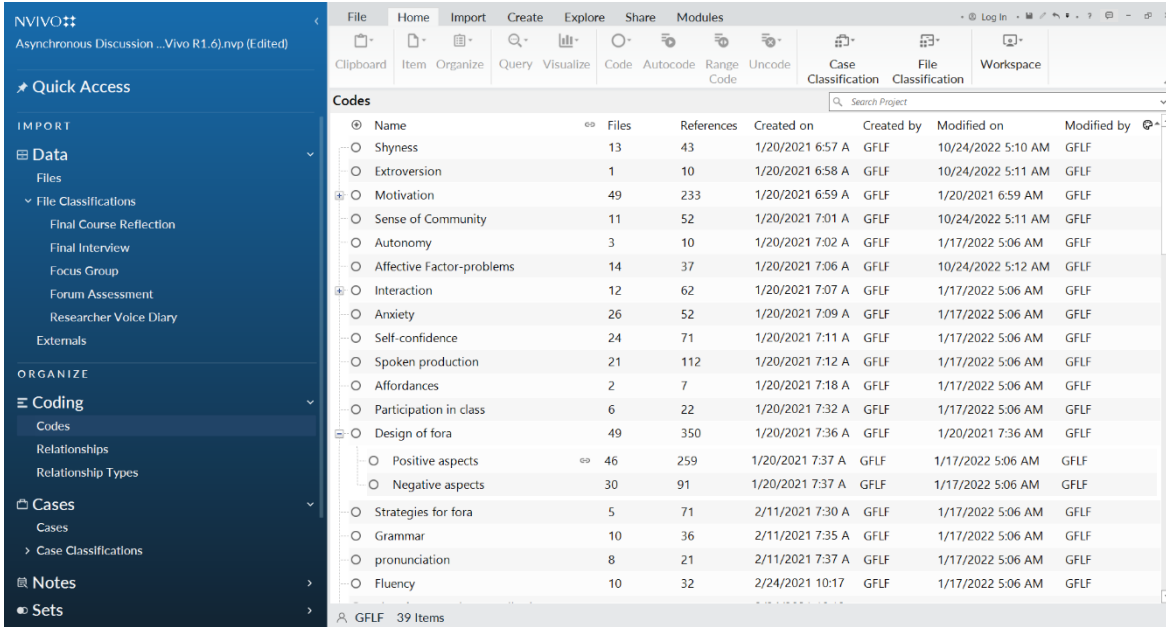 NVIVO
Asynchronous Discussion ...Vivo R1.6).nvp (Edited)
Quick Access
IMPORT
Data
Files
File Classifications
Final Course Reflection
Final Interview
Focus Group
Forum Assessment
Researcher Voice Diary
Externals
ORGANIZE
Coding
Codes
Relationships
Relationship Types
Cases
Cases
Case Classifications
Notes
Sets
File Home Import Create Explore Share Modules Log In
Clipboard Item Organize Query Visualize Code Autocode Range Code Uncode Case Classification File Classification Workspace
Codes Search Project
Name Files References Created on Created by Modified on Modified by
Shyness 13 43 1/20/2021 6:57 A GFLF 10/24/2022 5:10 AM GFLF
Extroversion 1 10 1/20/2021 6:58 A GFLF 10/24/2022 5:11 AM GFLF
Motivation 49 233 1/20/2021 6:59 A GFLF 1/20/2021 6:59 AM GFLF
Sense of Community 11 52 1/20/2021 7:01 A GFLF 10/24/2022 5:11 AM GFLF
Autonomy 3 10 1/20/2021 7:02 A GFLF 1/17/2022 5:06 AM GFLF
Affective Factor-problems 14 37 1/20/2021 7:06 A GFLF 10/24/2022 5:12 AM GFLF
Interaction 12 62 1/20/2021 7:07 A GFLF 1/17/2022 5:06 AM GFLF
Anxiety 26 52 1/20/2021 7:09 A GFLF 1/17/2022 5:06 AM GFLF
Self-confidence 24 71 1/20/2021 7:11 A GFLF 1/17/2022 5:06 AM GFLF
Spoken production 21 112 1/20/2021 7:12 A GFLF 1/17/2022 5:06 AM GFLF
Affordances 2 7 1/20/2021 7:18 A GFLF 1/17/2022 5:06 AM GFLF
Participation in class 6 22 1/20/2021 7:32 A GFLF 1/17/2022 5:06 AM GFLF
Design of fora 49 350 1/20/2021 7:36 A GFLF 1/20/2021 7:36 AM GFLF
Positive aspects 46 259 1/20/2021 7:37 A GFLF 1/17/2022 5:06 AM GFLF
Negative aspects 30 91 1/20/2021 7:37 A GFLF 1/17/2022 5:06 AM GFLF
Strategies for fora 5 71 2/11/2021 7:30 A GFLF 1/17/2022 5:06 AM GFLF
Grammar 10 36 2/11/2021 7:35 A GFLF 1/17/2022 5:06 AM GFLF
pronunciation 8 21 2/11/2021 7:37 A GFLF 1/17/2022 5:06 AM GFLF
Fluency 10 32 2/24/2021 10:17 GFLF 1/17/2022 5:06 AM GFLF
GFLF 39 Items